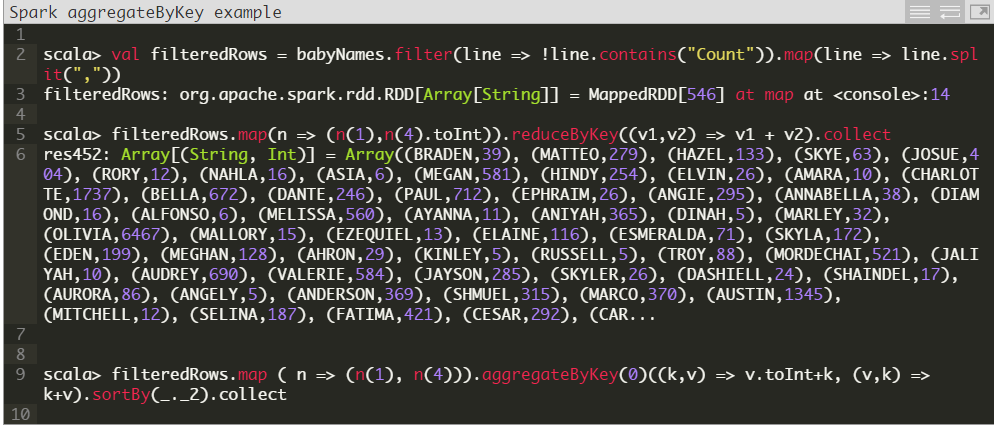 Spark aggregateByKey example
1
2 scala> val filteredRows = babyNames.filter(line => !line.contains("Count")).map(line => line.spl
it(","))
3 filteredRows: org.apache.spark.rdd.RDD[Array[String]] = MappedRDD[546] at map at <console>:14
4
5 scala> filteredRows.map(n => (n(1),n(4).toInt)).reduceByKey((v1,v2) => v1 + v2).collect
6 res452: Array[(String, Int)] = Array((BRADEN,39), (MATTEO,279), (HAZEL,133), (SKYE,63), (JOSUE,4
04), (RORY,12), (NAHLA,16), (ASIA,6), (MEGAN,581), (HINDY,254), (ELVIN,26), (AMARA,10), (CHARLOT
TE,1737), (BELLA,672), (DANTE,246), (PAUL,712), (EPHRAIM,26), (ANGIE,295), (ANNABELLA,38), (DIAM
OND,16), (ALFONSO,6), (MELISSA,560), (AYANNA,11), (ANIYAH,365), (DINAH,5), (MARLEY,32),
(OLIVIA,6467), (MALLORY,15), (EZEQUIEL,13), (ELAINE,116), (ESMERALDA,71), (SKYLA,172),
(EDEN,199), (MEGHAN,128), (AHRON,29), (KINLEY,5), (RUSSELL,5), (TROY,88), (MORDECHAI,521), (JALI
YAH,10), (AUDREY,690), (VALERIE,584), (JAYSON,285), (SKYLER,26), (DASHIELL,24), (SHAINDEL,17),
(AURORA,86), (ANGELY,5), (ANDERSON,369), (SHMUEL,315), (MARCO,370), (AUSTIN,1345),
(MITCHELL,12), (SELINA,187), (FATIMA,421), (CESAR,292), (CAR...
7
8
9 scala> filteredRows.map ( n => (n(1), n(4))).aggregateByKey(0)((k,v) => v.toInt+k, (v,k) =>
k+v).sortBy(_._2).collect
10